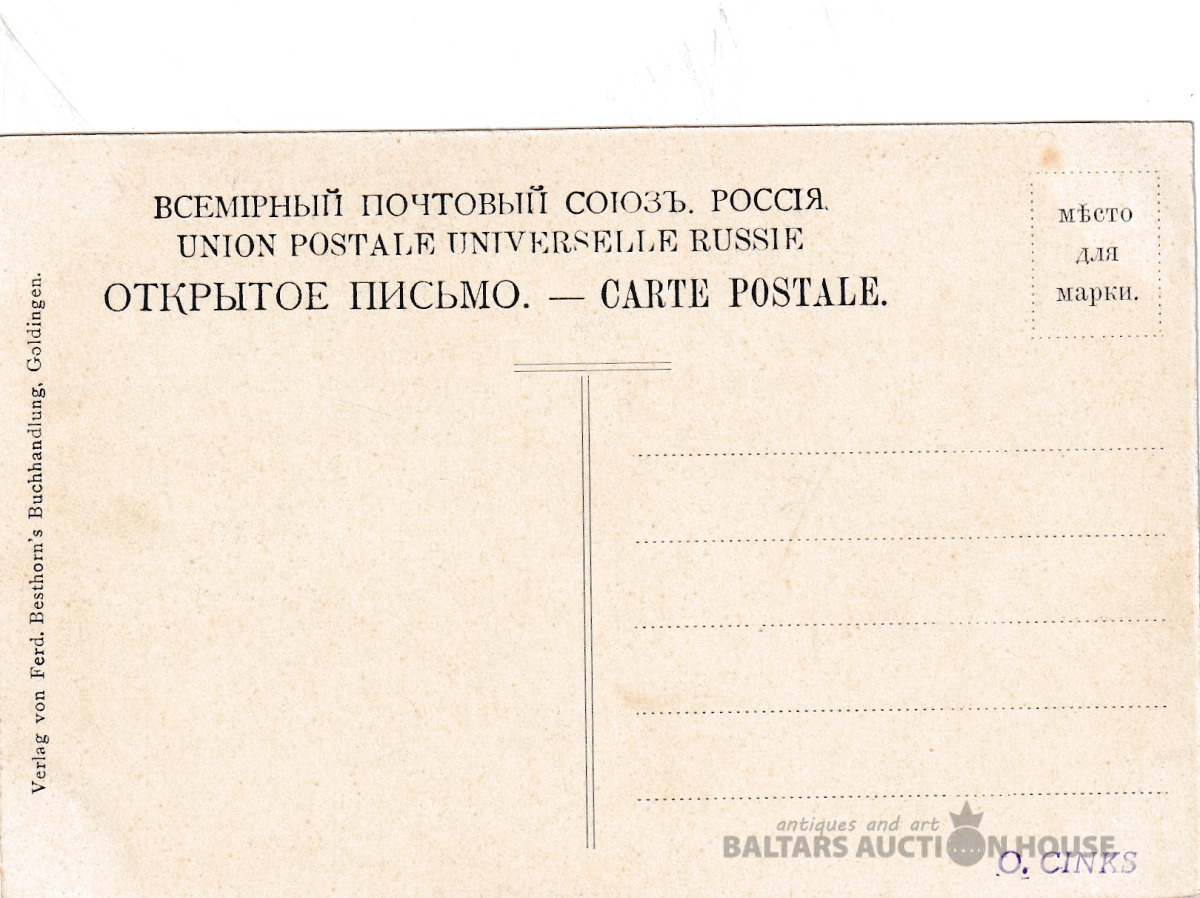 ВСЕМІРНЫЙ ПОЧТОВЫЙ СОЮЗЪ. РОССІЯ.
UNION POSTALE UNIVERSELLE RUSSIE
ОТКРЫТОЕ ПИСЬМО. — CARTE POSTALE.
мѣсто
для
марки.
Verlag von Ferd. Besthorn's Buchhandlung, Goldingen.
antiques and art
BALTARS AUCTION HOUSE
O. CINKS